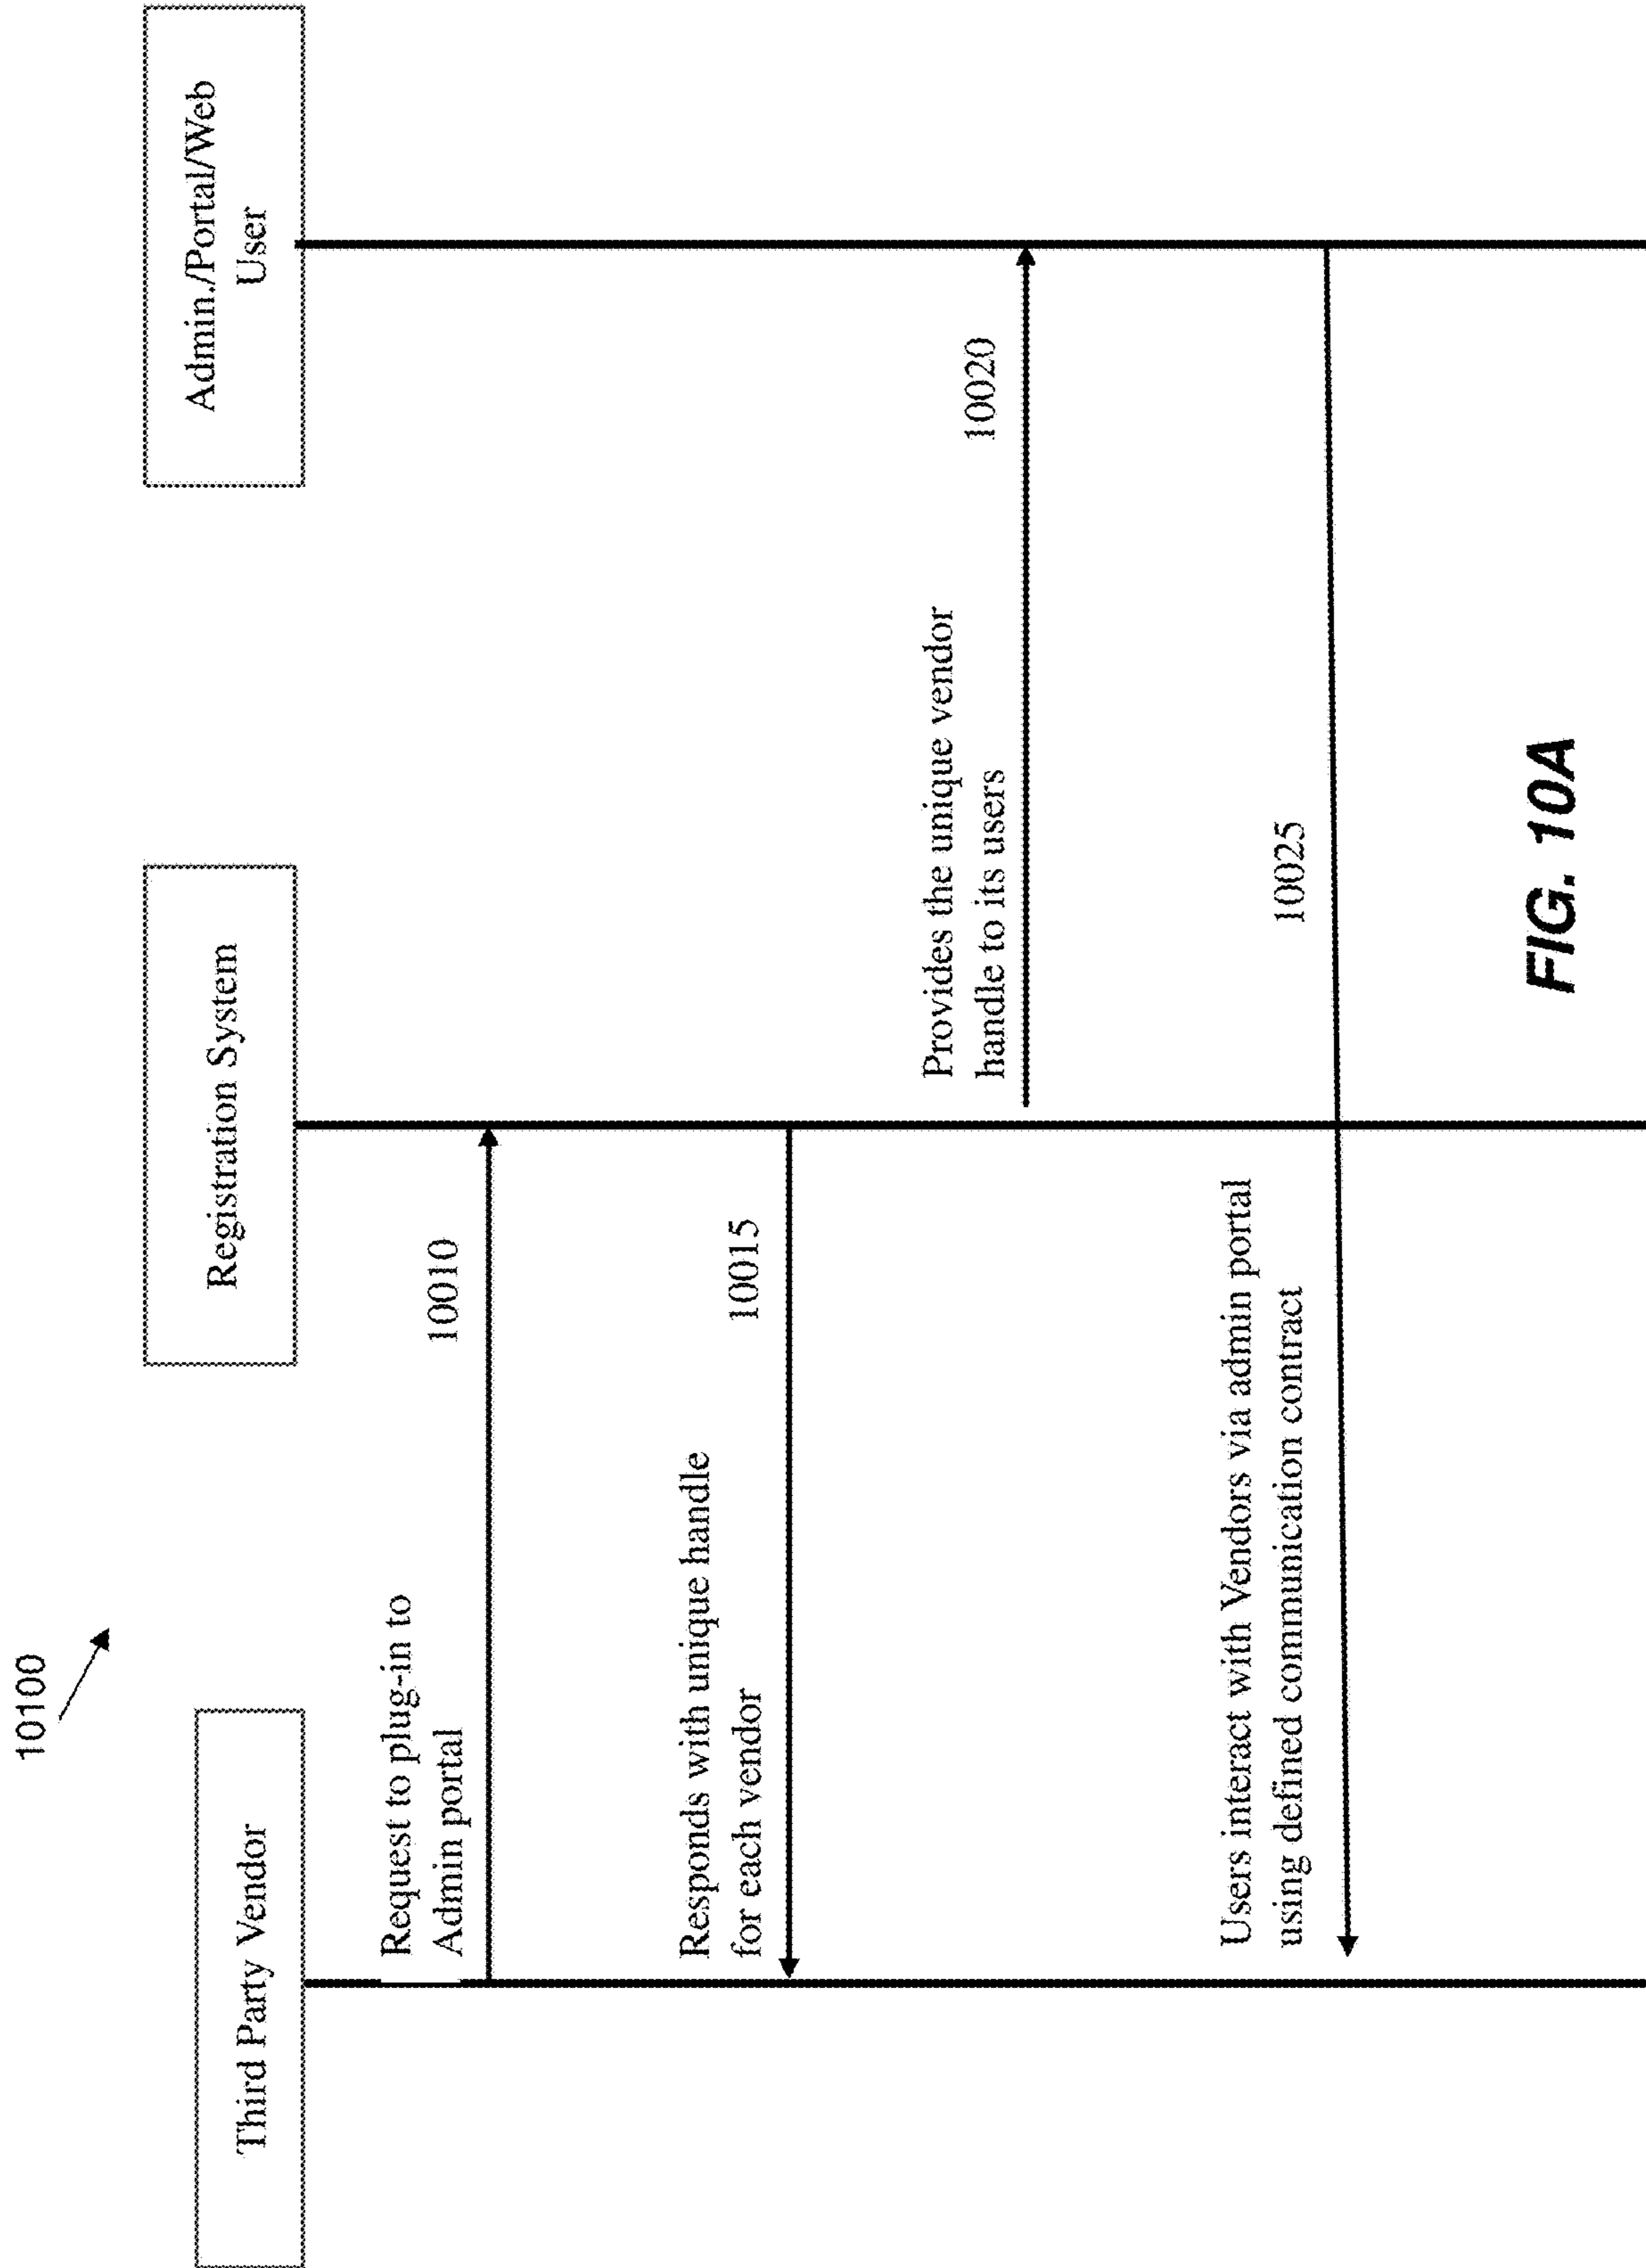 10100
Third Party Vendor
Registration System
Admin./Portal/Web
User
Request to plug-in to
Admin portal
10010
Responds with unique handle
for each vendor
10015
Provides the unique vendor
handle to its users
10020
Users interact with Vendors via admin portal
using defined communication contract
10025
FIG. 10A